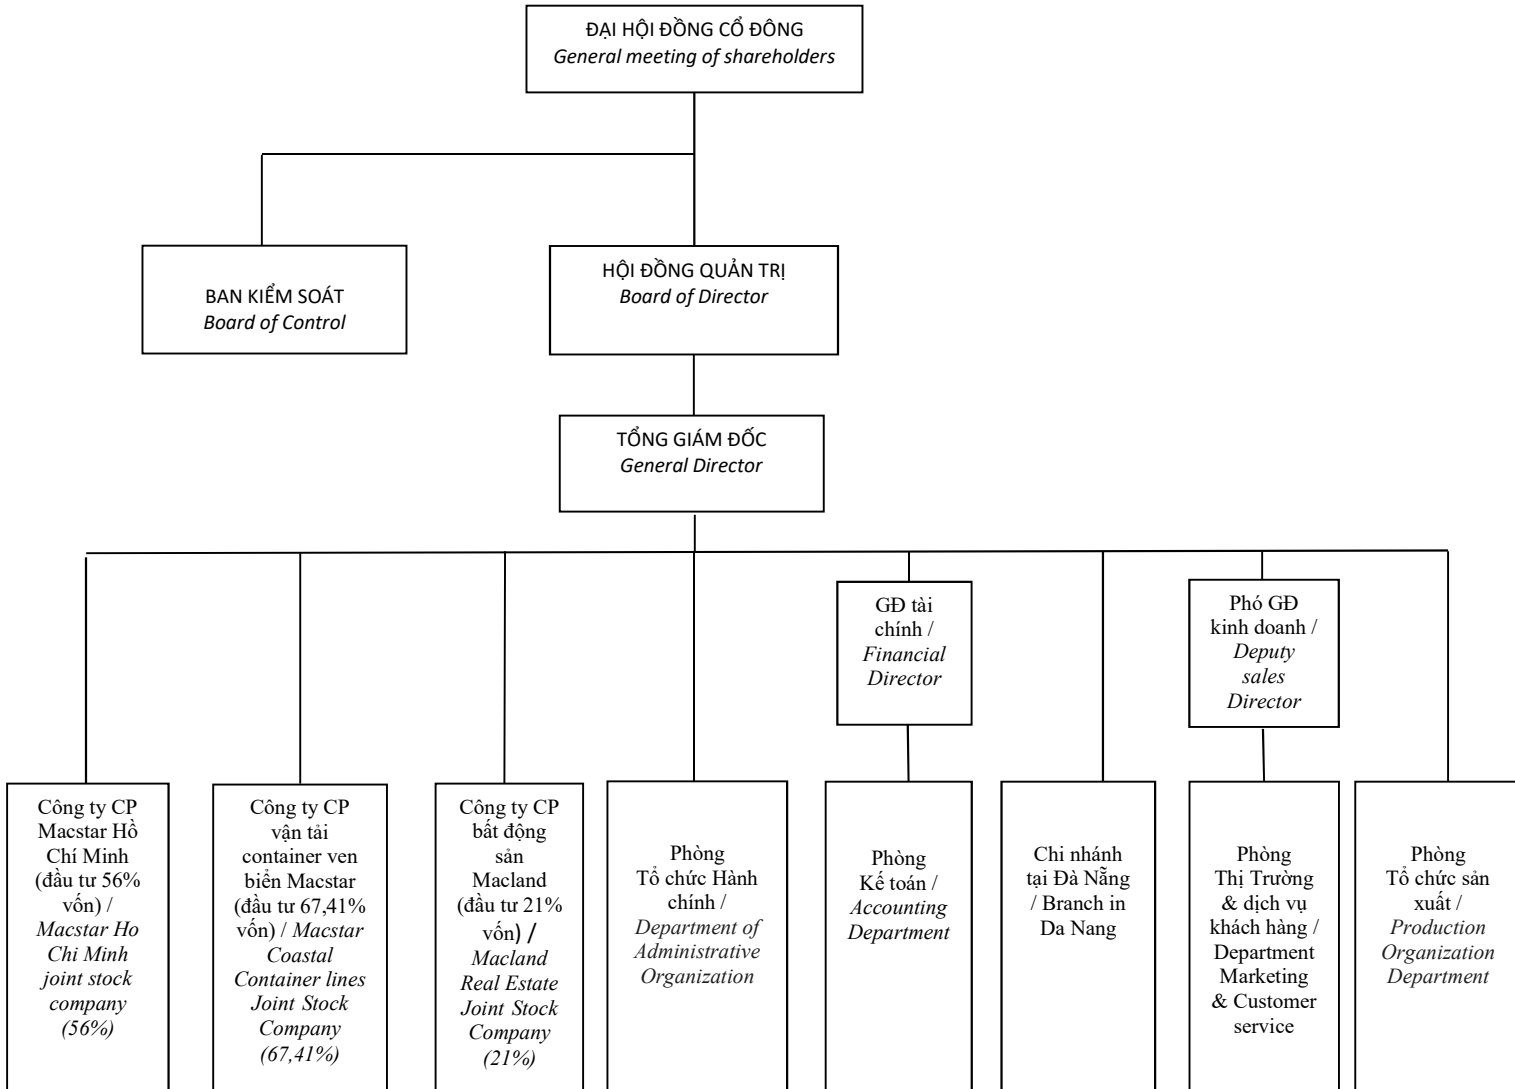 ĐẠI HỘI ĐỒNG CỔ ĐÔNG
General meeting of shareholders
BAN KIỂM SOÁT
Board of Control
HỘI ĐỒNG QUẢN TRỊ
Board of Director
TỔNG GIÁM ĐỐC
General Director
GĐ tài
chính /
Financial
Director
Phó GĐ
kinh doanh /
Deputy
sales
Director
Công ty CP
Macstar Hồ
Chí Minh
(đầu tư 56%
vốn) /
Macstar Ho
Chi Minh
joint stock
company
(56%)
Công ty CP
vận tải
container ven
biển Macstar
(đầu tư 67,41%
vốn) / Macstar
Coastal
Container lines
Joint Stock
Company
(67,41%)
Công ty CP
bất động
sản
Macland
(đầu tư 21%
vốn) /
Macland
Real Estate
Joint Stock
Company
(21%)
Phòng
Tổ chức Hành
chính /
Department of
Administrative
Organization
Phòng
Kế toán /
Accounting
Department
Chi nhánh
tại Đà Nẵng
/ Branch in
Da Nang
Phòng
Thị Trường
& dịch vụ
khách hàng /
Department
Marketing
& Customer
service
Phòng
Tổ chức sản
xuất /
Production
Organization
Department